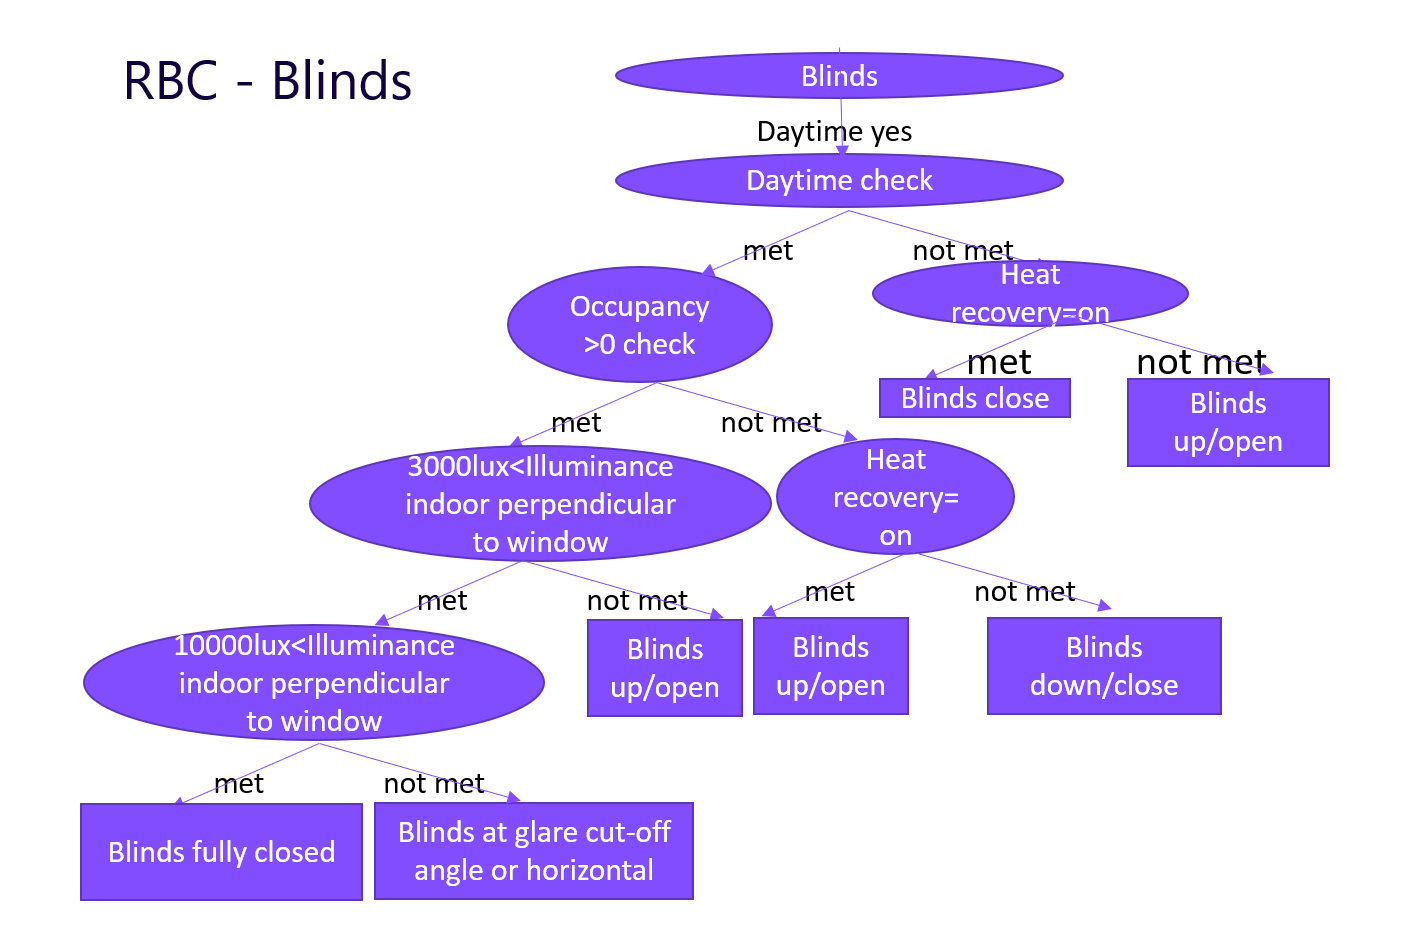 RBC - Blinds
Blinds
Daytime yes
Daytime check
met
not met
Occupancy
>0 check
Heat
recovery=on
met
not met
Blinds close
Blinds
up/open
met
not met
3000lux<Illuminance
indoor perpendicular
to window
Heat
recovery=
on
met
not met
met
not met
10000lux<Illuminance
indoor perpendicular
to window
Blinds
up/open
Blinds
up/open
Blinds
down/close
met
not met
Blinds fully closed
Blinds at glare cut-off
angle or horizontal